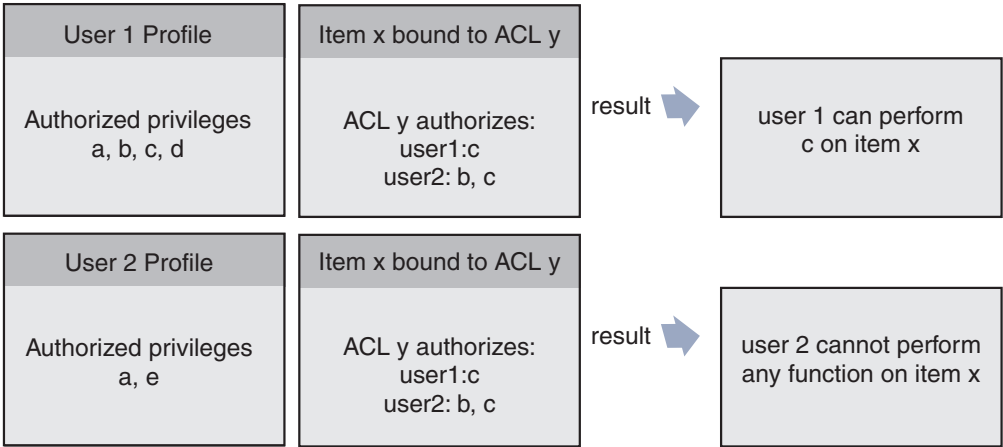 User 1 Profile
Authorized privileges
a, b, c, d
Item x bound to ACL y
ACL y authorizes:
user1:c
user2: b, c
result
user 1 can perform
c on item x
User 2 Profile
Authorized privileges
a, e
Item x bound to ACL y
ACL y authorizes:
user1:c
user2: b, c
result
user 2 cannot perform
any function on item x